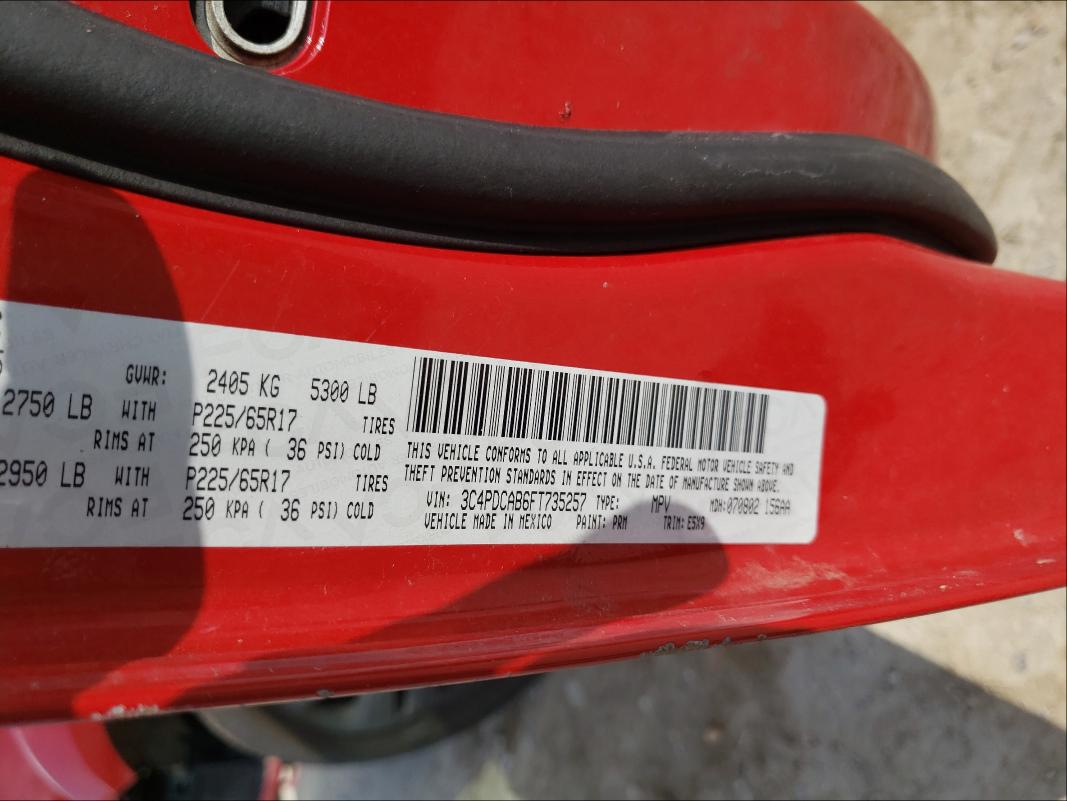 GVWR: 2405 KG 5300 LB
2750 LB WITH P225/65R17 TIRES
RIMS AT 250 KPA ( 36 PSI) COLD
2950 LB WITH P225/65R17 TIRES
RIMS AT 250 KPA ( 36 PSI) COLD
THIS VEHICLE CONFORMS TO ALL APPLICABLE U.S.A. FEDERAL MOTOR VEHICLE SAFETY AND
THEFT PREVENTION STANDARDS IN EFFECT ON THE DATE OF MANUFACTURE SHOWN ABOVE.
VIN: 3C4PDCAB6FT735257 TYPE: MPV MDH:070802 156AA
VEHICLE MADE IN MEXICO PAINT: PRM TRIM: E5X9